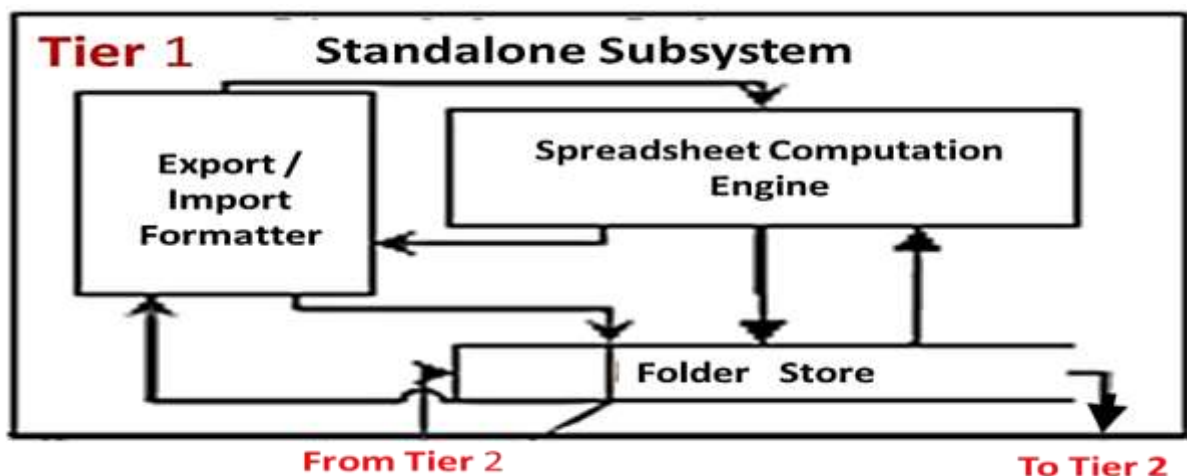 Tier 1
Standalone Subsystem
Export /
Import
Formatter
Spreadsheet Computation
Engine
Folder Store
From Tier 2
To Tier 2